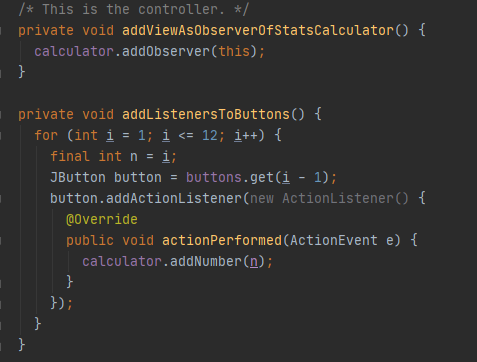 /* This is the controller. */
private void addViewAsObserverOfStatsCalculator() {
  calculator.addObserver(this);
}

private void addListenersToButtons() {
  for (int i = 1; i <= 12; i++) {
    final int n = i;
    JButton button = buttons.get(i - 1);
    button.addActionListener(new ActionListener() {
      @Override
      public void actionPerformed(ActionEvent e) {
        calculator.addNumber(n);
      }
    });
  }
}